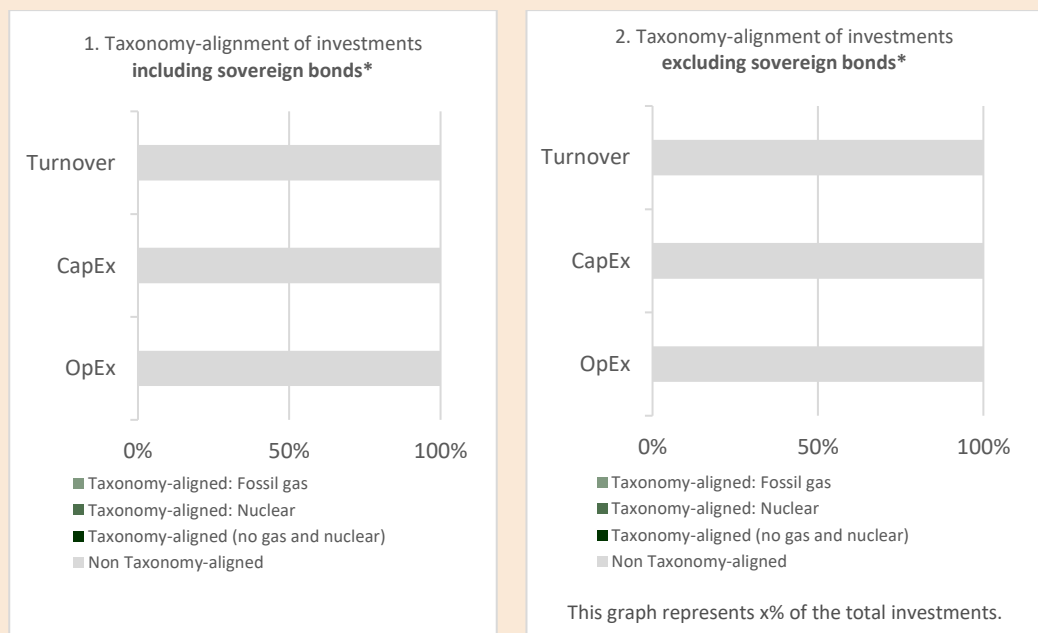 1. Taxonomy-alignment of investments
including sovereign bonds*
Turnover
CapEx
OpEx
0% 50% 100%
Taxonomy-aligned: Fossil gas
Taxonomy-aligned: Nuclear
Taxonomy-aligned (no gas and nuclear)
Non Taxonomy-aligned
2. Taxonomy-alignment of investments
excluding sovereign bonds*
Turnover
CapEx
OpEx
0% 50% 100%
Taxonomy-aligned: Fossil gas
Taxonomy-aligned: Nuclear
Taxonomy-aligned (no gas and nuclear)
Non Taxonomy-aligned
This graph represents x% of the total investments.